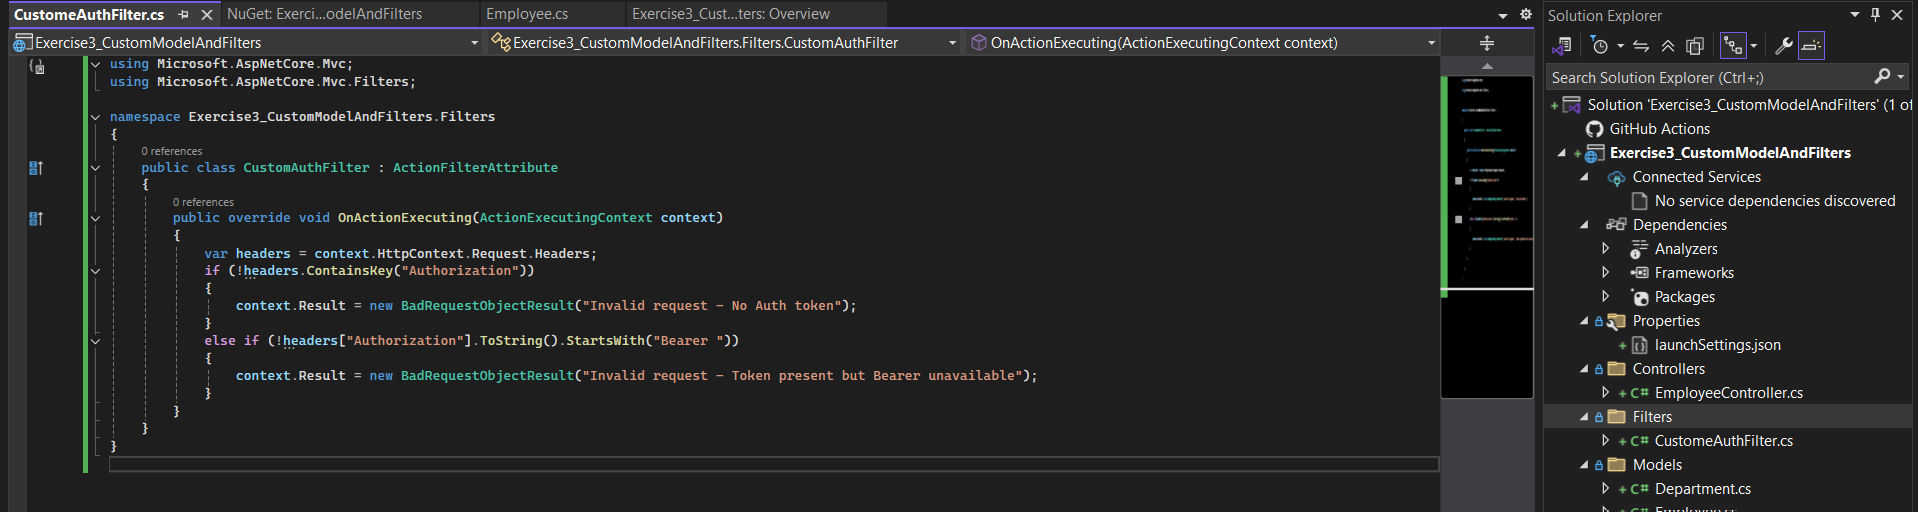 CustomeAuthFilter.cs
NuGet: Exerci...odelAndFilters
Employee.cs
Exercise3_Cust...ters: Overview
Exercise3_CustomModelAndFilters
Exercise3_CustomModelAndFilters.Filters.CustomAuthFilter
OnActionExecuting(ActionExecutingContext context)
using Microsoft.AspNetCore.Mvc;
using Microsoft.AspNetCore.Mvc.Filters;
namespace Exercise3_CustomModelAndFilters.Filters
{
0 references
public class CustomAuthFilter : ActionFilterAttribute
{
0 references
public override void OnActionExecuting(ActionExecutingContext context)
{
var headers = context.HttpContext.Request.Headers;
if (!headers.ContainsKey("Authorization"))
{
context.Result = new BadRequestObjectResult("Invalid request - No Auth token");
}
else if (!headers["Authorization"].ToString().StartsWith("Bearer "))
{
context.Result = new BadRequestObjectResult("Invalid request - Token present but Bearer unavailable");
}
}
}
}
Solution Explorer
Search Solution Explorer (Ctrl+;)
Solution 'Exercise3_CustomModelAndFilters' (1 of
GitHub Actions
Exercise3_CustomModelAndFilters
Connected Services
No service dependencies discovered
Dependencies
Analyzers
Frameworks
Packages
Properties
launchSettings.json
Controllers
C# EmployeeController.cs
Filters
C# CustomeAuthFilter.cs
Models
C# Department.cs